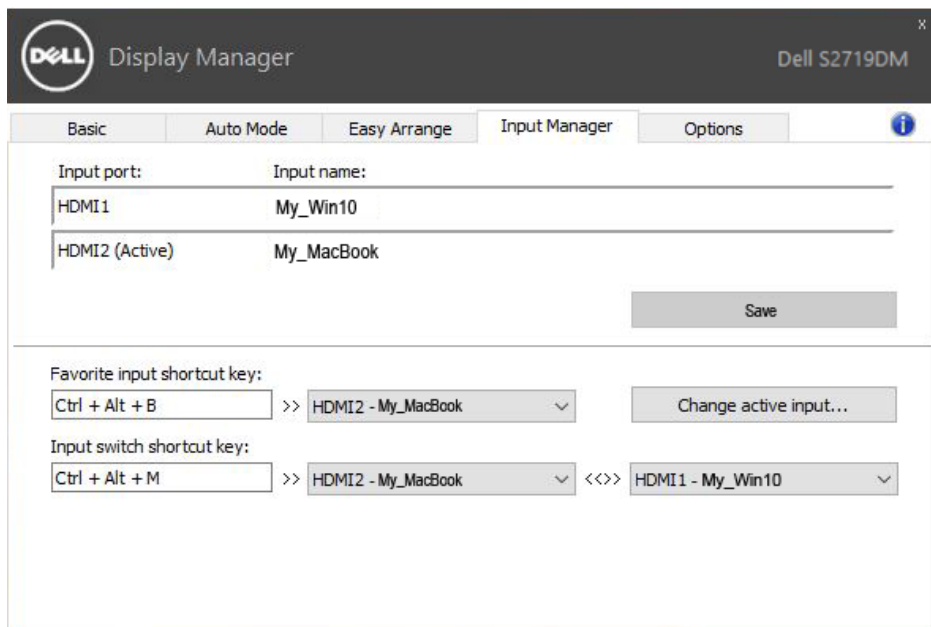 x
DELL Display Manager Dell S2719DM
Basic Auto Mode Easy Arrange Input Manager Options i
Input port: Input name:
HDMI1 My_Win10
HDMI2 (Active) My_MacBook
Save
Favorite input shortcut key:
Ctrl + Alt + B >> HDMI2 - My_MacBook Change active input...
Input switch shortcut key:
Ctrl + Alt + M >> HDMI2 - My_MacBook <<>> HDMI1 - My_Win10